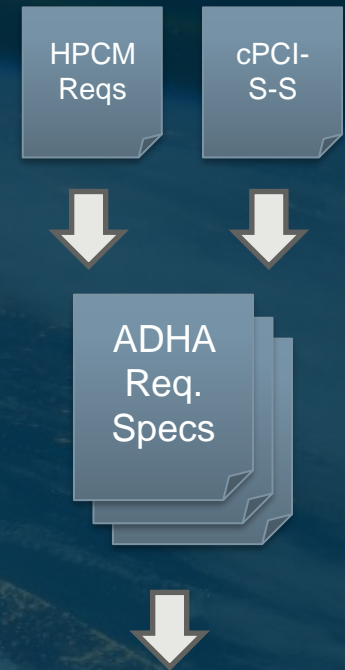 HPCM
Reqs
cPCI-
S-S
ADHA
Req.
Specs